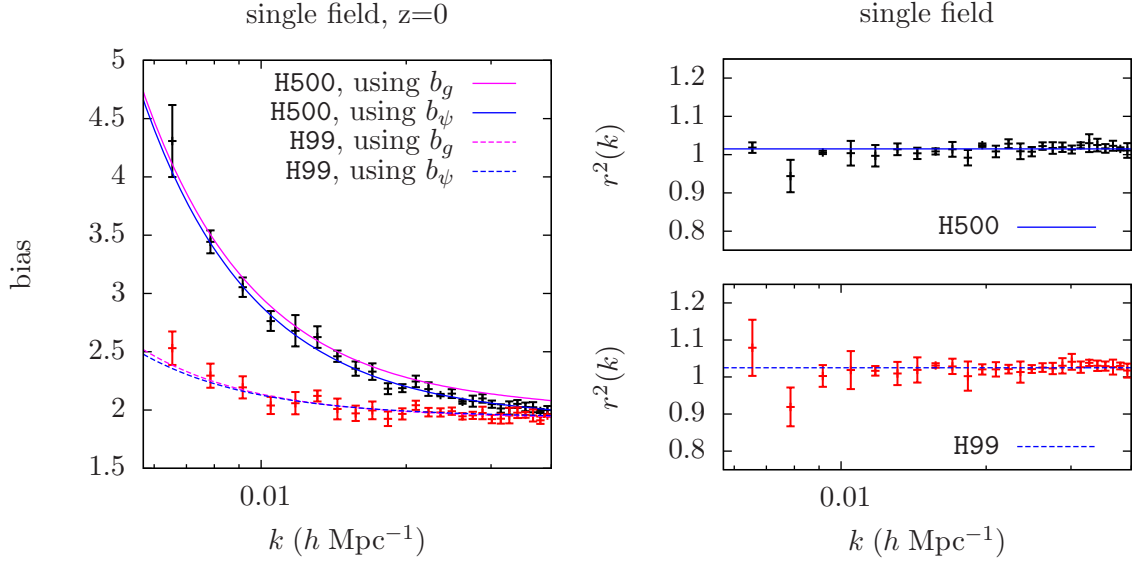 single field, z=0
5
4.5
4
3.5
3
2.5
2
1.5
bias
0.01
k (h Mpc⁻¹)
H500, using b_g
H500, using b_ψ
H99, using b_g
H99, using b_ψ
single field
1.2
1.1
1
0.9
0.8
r²(k)
H500
1.2
1.1
1
0.9
0.8
r²(k)
H99
0.01
k (h Mpc⁻¹)